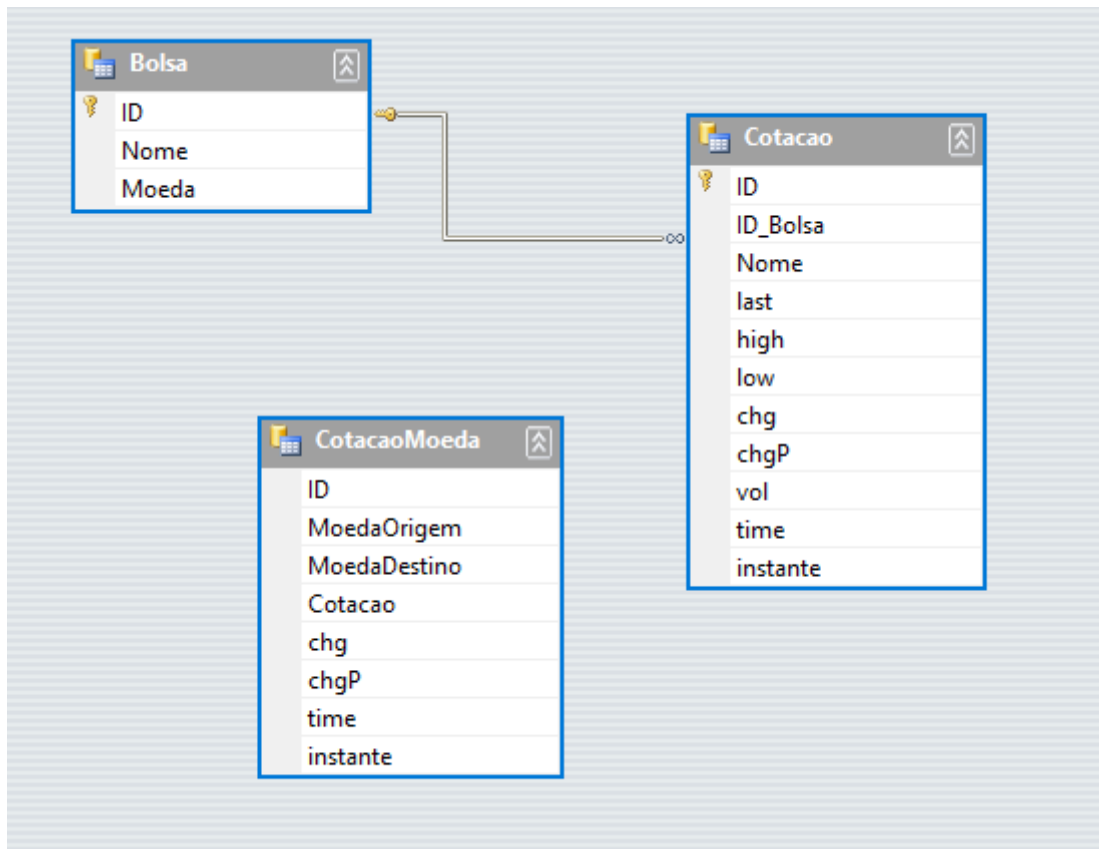 Bolsa
ID
Nome
Moeda
Cotacao
ID
ID_Bolsa
Nome
last
high
low
chg
chgP
vol
time
instante
CotacaoMoeda
ID
MoedaOrigem
MoedaDestino
Cotacao
chg
chgP
time
instante